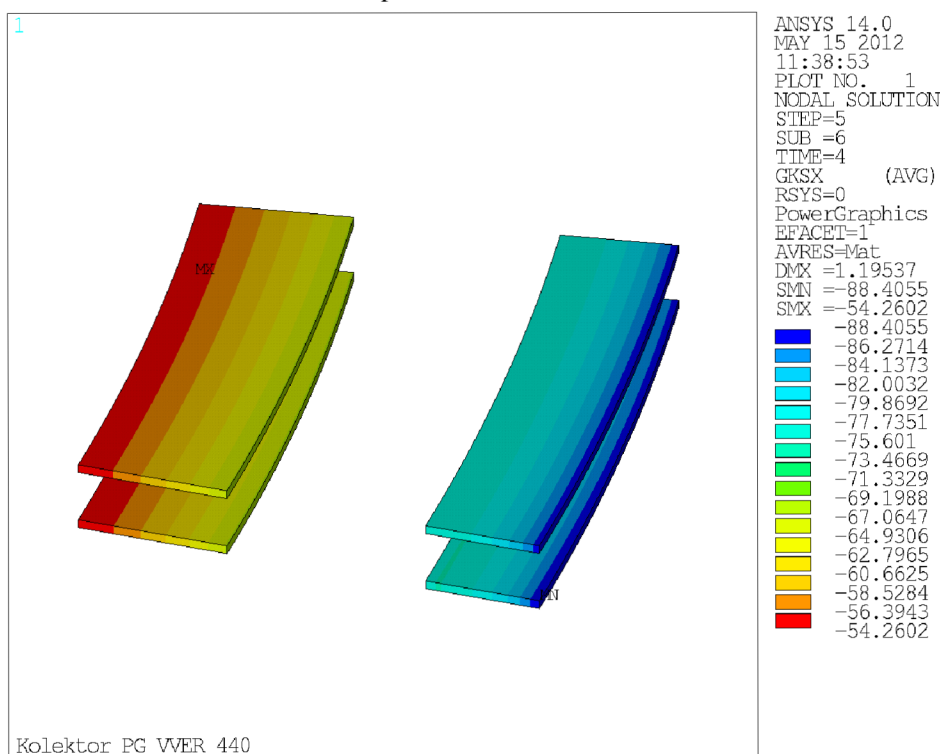 1
ANSYS 14.0
MAY 15 2012
11:38:53
PLOT NO. 1
NODAL SOLUTION
STEP=5
SUB =6
TIME=4
GKSX (AVG)
RSYS=0
PowerGraphics
EFACET=1
AVRES=Mat
DMX =1.19537
SMN =-88.4055
SMX =-54.2602
-88.4055
-86.2714
-84.1373
-82.0032
-79.8692
-77.7351
-75.601
-73.4669
-71.3329
-69.1988
-67.0647
-64.9306
-62.7965
-60.6625
-58.5284
-56.3943
-54.2602
MX
MN
Kolektor PG VVER 440